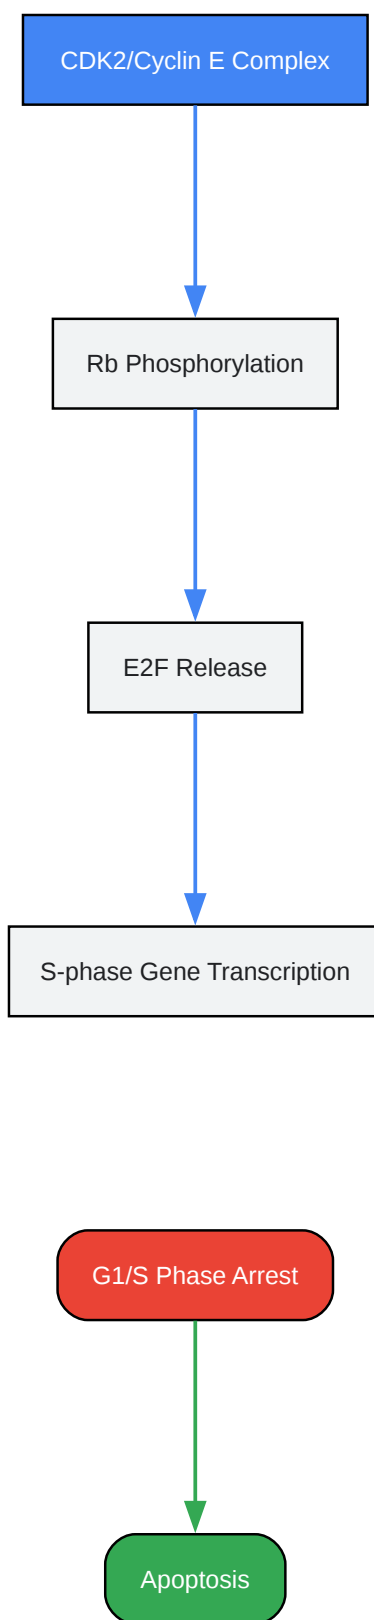 CDK2/Cyclin E Complex
Rb Phosphorylation
E2F Release
S-phase Gene Transcription
G1/S Phase Arrest
Apoptosis